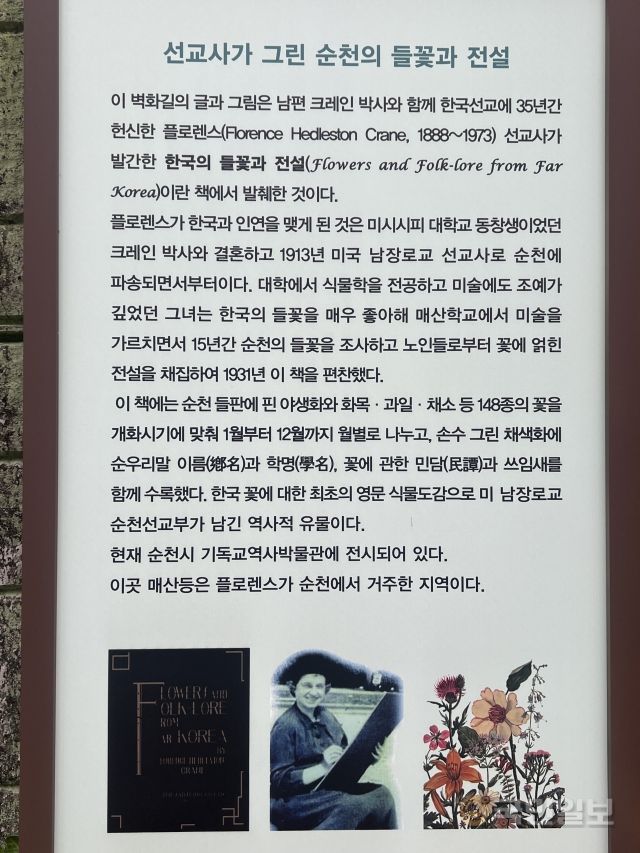 선교사가 그린 순천의 들꽃과 전설
이 벽화길의 글과 그림은 남편 크레인 박사와 함께 한국선교에 35년간
헌신한 플로렌스(Florence Hedleston Crane, 1888~1973) 선교사가
발간한 한국의 들꽃과 전설(Flowers and Folk-lore from Far
Korea)이란 책에서 발췌한 것이다.
플로렌스가 한국과 인연을 맺게 된 것은 미시시피 대학교 동창생이었던
크레인 박사와 결혼하고 1913년 미국 남장로교 선교사로 순천에
파송되면서부터이다. 대학에서 식물학을 전공하고 미술에도 조예가
깊었던 그녀는 한국의 들꽃을 매우 좋아해 매산학교에서 미술을
가르치면서 15년간 순천의 들꽃을 조사하고 노인들로부터 꽃에 얽힌
전설을 채집하여 1931년 이 책을 편찬했다.
이 책에는 순천 들판에 핀 야생화와 화목 · 과일 · 채소 등 148종의 꽃을
개화시기에 맞춰 1월부터 12월까지 월별로 나누고, 손수 그린 채색화에
순우리말 이름(鄕名)과 학명(學名), 꽃에 관한 민담(民譚)과 쓰임새를
함께 수록했다. 한국 꽃에 대한 최초의 영문 식물도감으로 미 남장로교
순천선교부가 남긴 역사적 유물이다.
현재 순천시 기독교역사박물관에 전시되어 있다.
이곳 매산등은 플로렌스가 순천에서 거주한 지역이다.
FLOWERS AND
FOLK-LORE
FROM
FAR KOREA
BY
FLORENCE HEDLESTON
CRANE
국민일보